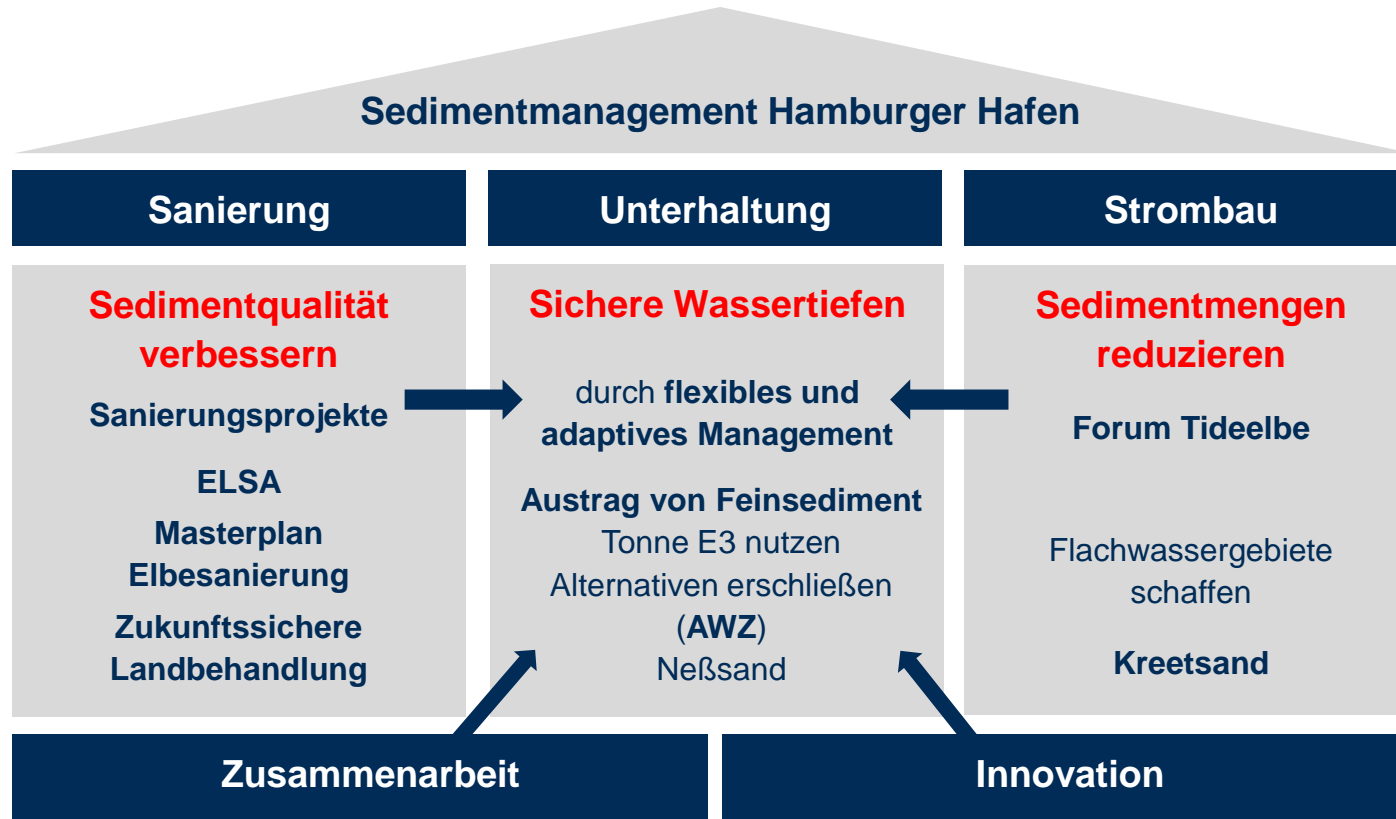 Sedimentmanagement Hamburger Hafen
Sanierung
Sedimentqualität
verbessern
Sanierungsprojekte
ELSA
Masterplan
Elbesanierung
Zukunftssichere
Landbehandlung
Unterhaltung
Sichere Wassertiefen
durch flexibles und
adaptives Management
Austrag von Feinsediment
Tonne E3 nutzen
Alternativen erschließen
(AWZ)
Neßsand
Strombau
Sedimentmengen
reduzieren
Forum Tideelbe
Flachwassergebiete
schaffen
Kreetsand
Zusammenarbeit
Innovation